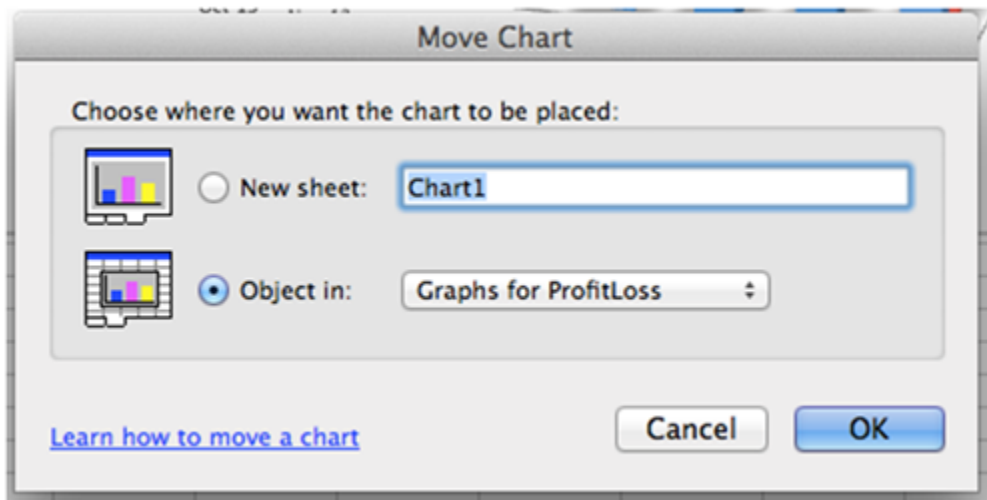 Move Chart
Choose where you want the chart to be placed:
New sheet: Chart1
Object in: Graphs for ProfitLoss
Learn how to move a chart
Cancel OK